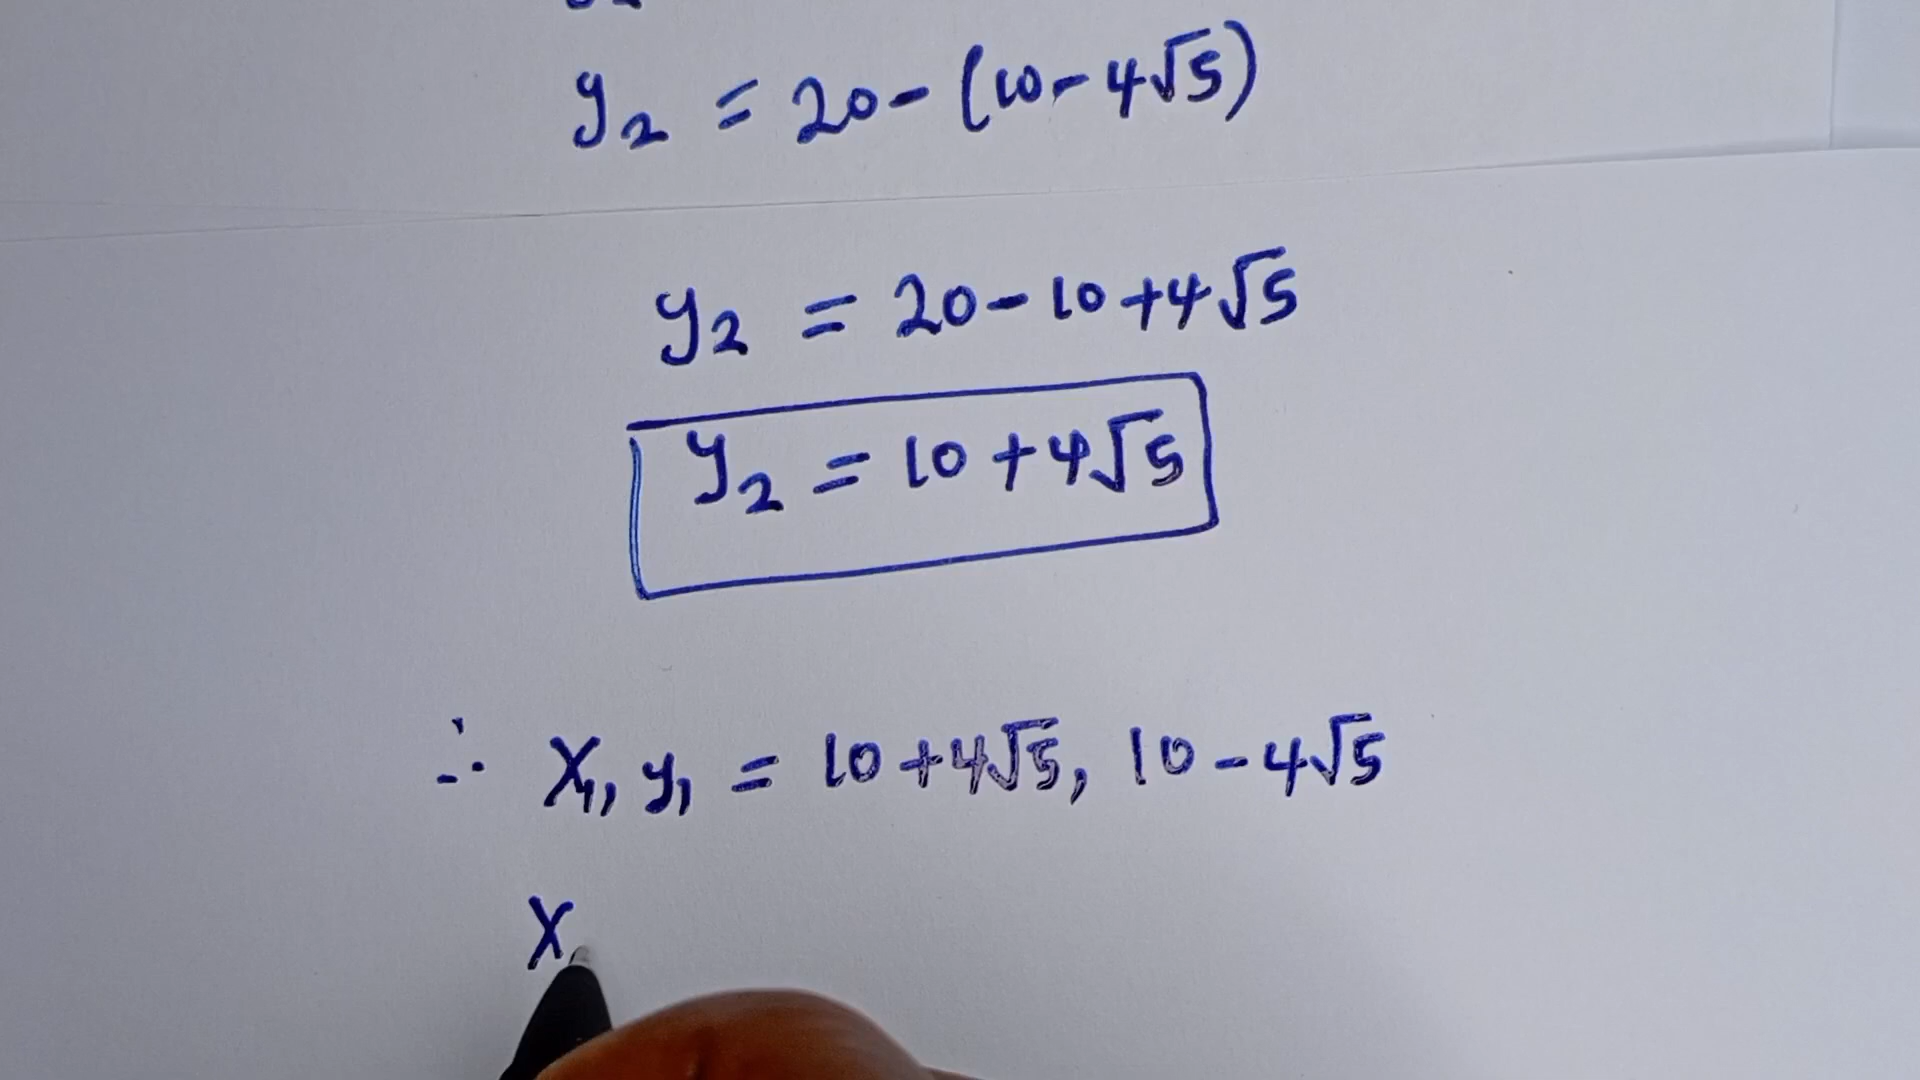 y₂ = 20 - (10 - 4√5)
y₂ = 20 - 10 + 4√5
y₂ = 10 + 4√5
∴ x₁, y₁ = 10 + 4√5, 10 - 4√5
x